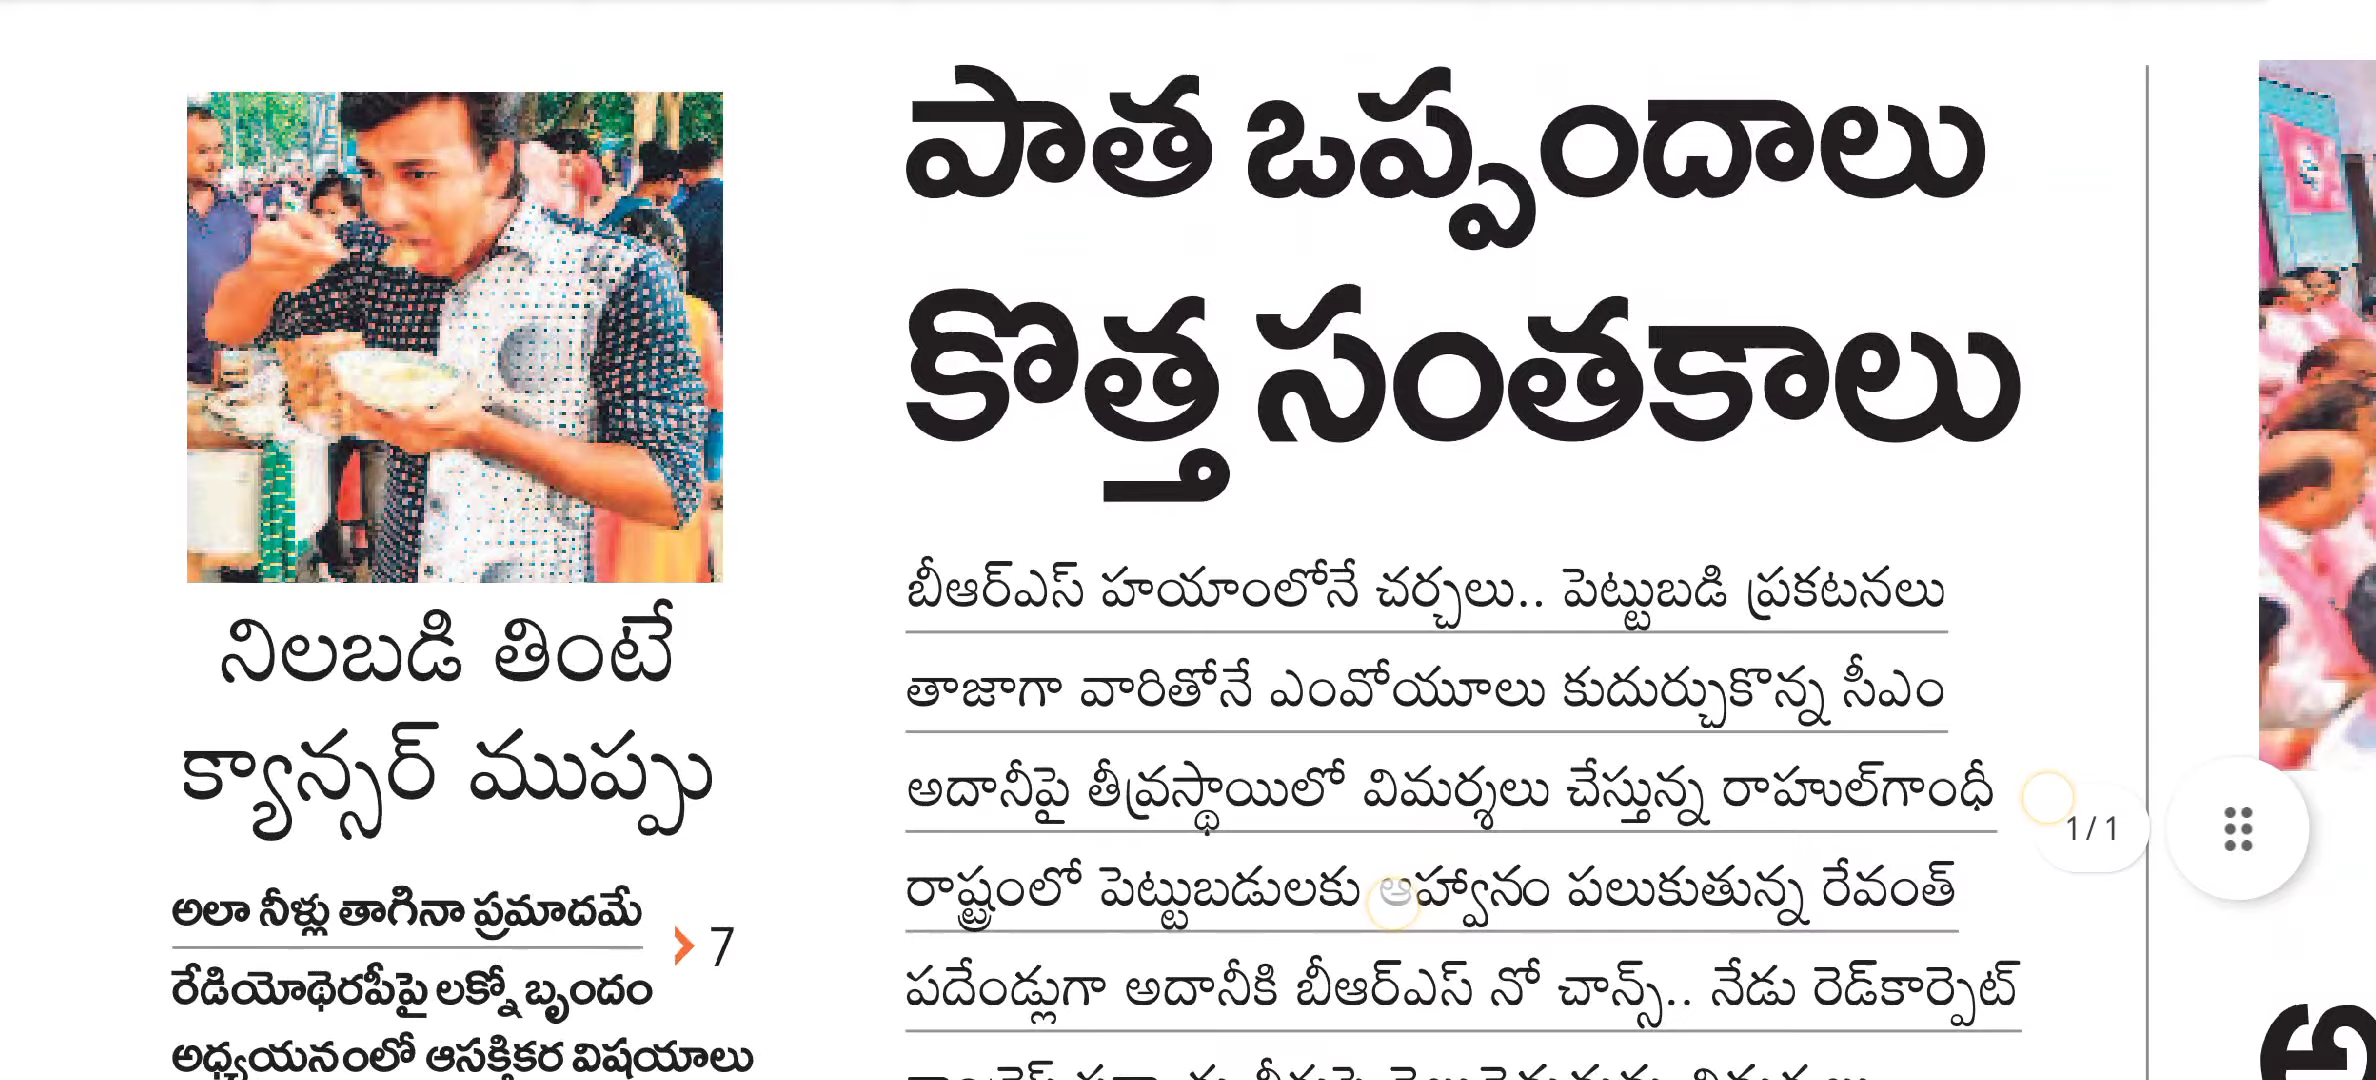 నిలబడి తింటే
క్యాన్సర్ ముప్పు
అలా నీళ్లు తాగినా ప్రమాదమే
7
రేడియోథెరపీపై లక్నో బృందం
అధ్యయనంలో ఆసక్తికర విషయాలు
పాత ఒప్పందాలు
కొత్త సంతకాలు
బీఆర్ఎస్ హయాంలోనే చర్చలు.. పెట్టుబడి ప్రకటనలు
తాజాగా వారితోనే ఎంవోయూలు కుదుర్చుకొన్న సీఎం
అదానీపై తీవ్రస్థాయిలో విమర్శలు చేస్తున్న రాహుల్‌గాంధీ
రాష్ట్రంలో పెట్టుబడులకు ఆహ్వానం పలుకుతున్న రేవంత్
పదేండ్లుగా అదానీకి బీఆర్ఎస్ నో చాన్స్.. నేడు రెడ్‌కార్పెట్
1 / 1